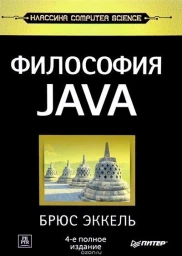 КЛАССИКА COMPUTER SCIENCE
ФИЛОСОФИЯ
JAVA
БРЮС ЭККЕЛЬ
4-е полное
издание
ПИТЕР